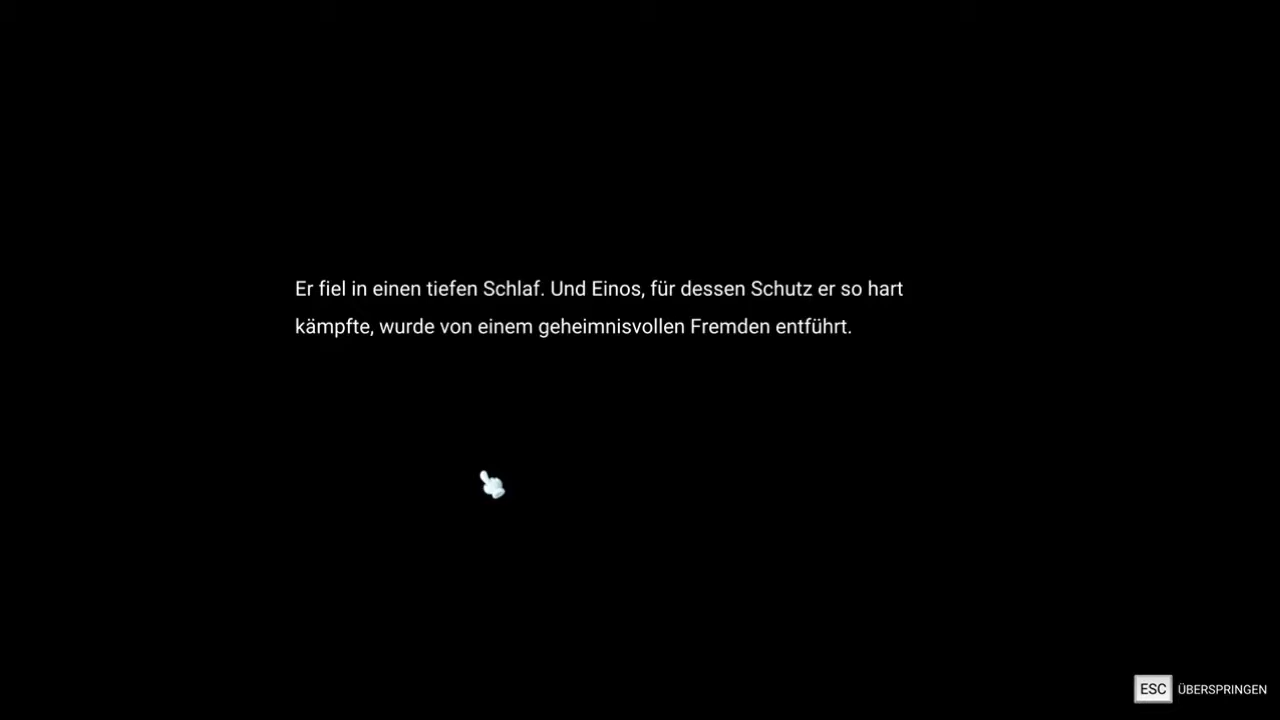 Er fiel in einen tiefen Schlaf. Und Einos, für dessen Schutz er so hart
kämpfte, wurde von einem geheimnisvollen Fremden entführt.
ESC ÜBERSPRINGEN